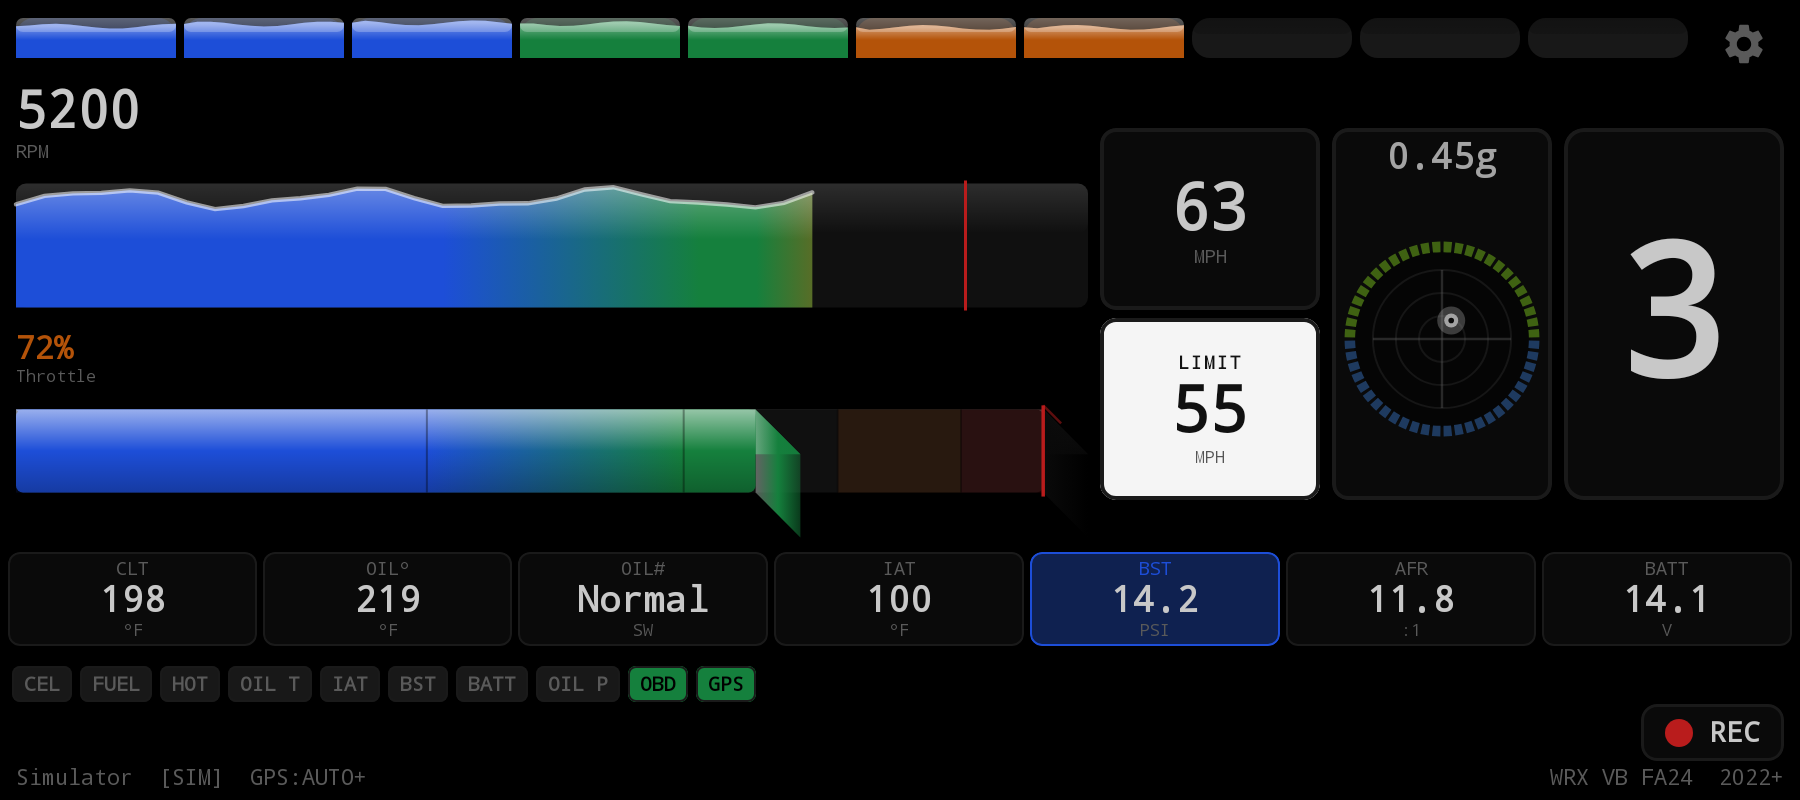 5200
RPM
72%
Throttle
63
MPH
LIMIT
55
MPH
0.45g
3
CLT
198
°F
OIL°
219
°F
OIL#
Normal
SW
IAT
100
°F
BST
14.2
PSI
AFR
11.8
:1
BATT
14.1
V
CEL FUEL HOT OIL T IAT BST BATT OIL P OBD GPS
REC
Simulator [SIM] GPS:AUTO+
WRX VB FA24 2022+